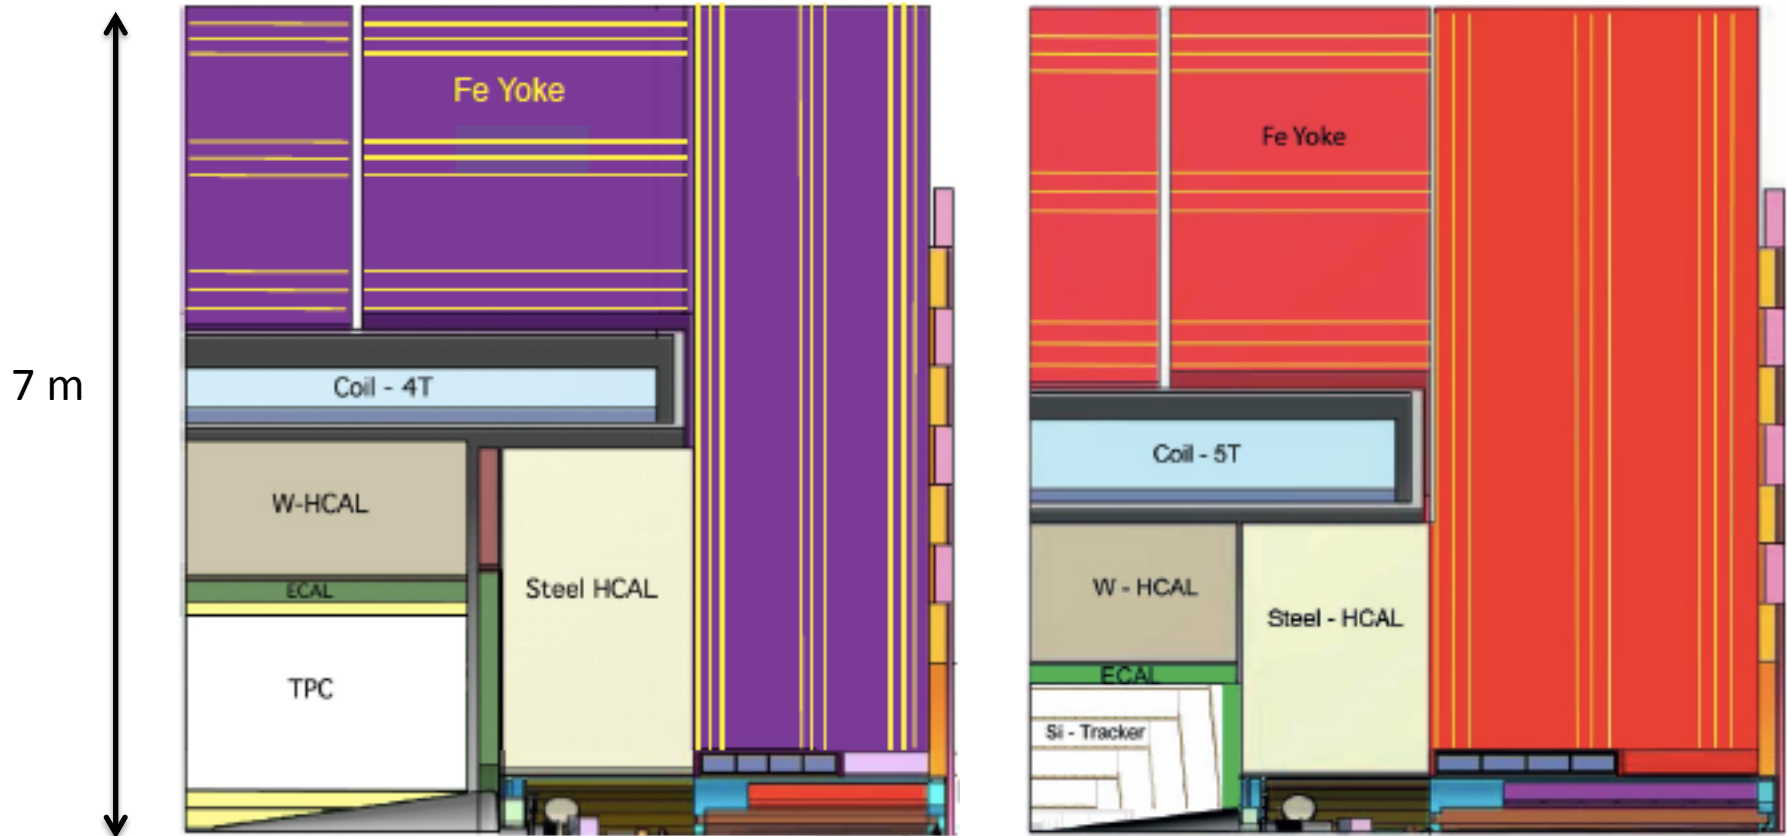 7 m
Fe Yoke
Coil - 4T
W-HCAL
ECAL
Steel HCAL
TPC
Fe Yoke
Coil - 5T
W - HCAL
Steel - HCAL
ECAL
Si - Tracker